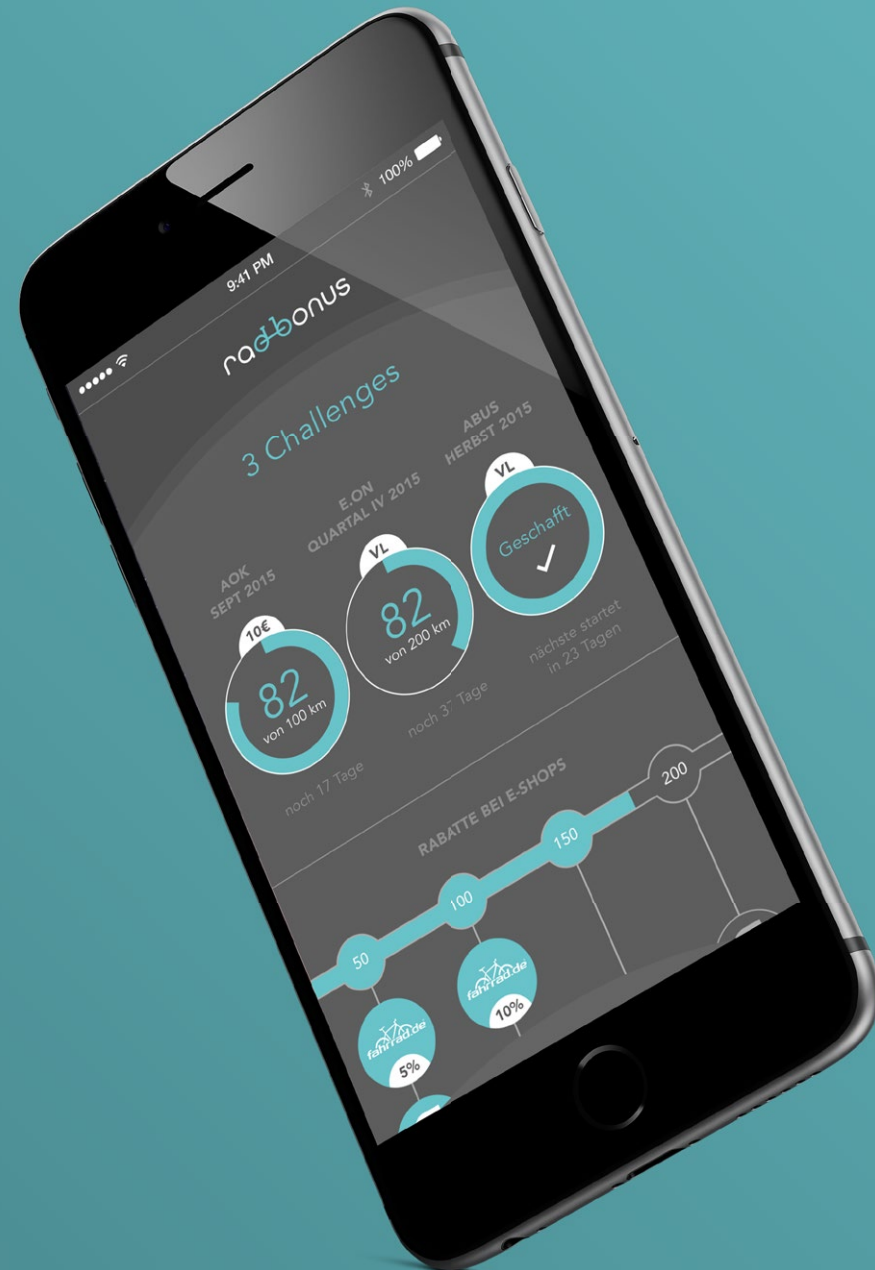 9:41 PM
100%
radbonus
3 Challenges
AOK
SEPT 2015
10€
82
von 100 km
noch 17 Tage
E.ON
QUARTAL IV 2015
VL
82
von 200 km
noch Tage
ABUS
HERBST 2015
VL
Geschafft
nächste startet
in 23 Tagen
RABATTE BEI E-SHOPS
50
100
150
200
fahrrad.de
5%
fahrrad.de
10%